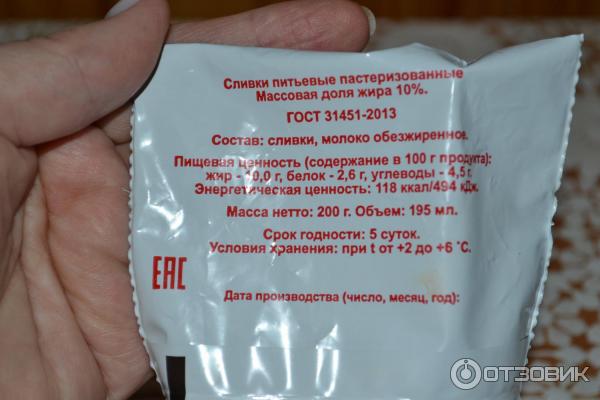 Сливки питьевые пастеризованные
Массовая доля жира 10%.
ГОСТ 31451-2013
Состав: сливки, молоко обезжиренное.
Пищевая ценность (содержание в 100 г продукта):
жир - 10,0 г, белок - 2,6 г, углеводы - 4,5 г.
Энергетическая ценность: 118 ккал/494 кДж.
Масса нетто: 200 г. Объем: 195 мл.
Срок годности: 5 суток.
Условия хранения: при t от +2 до +6 °С.
ЕАС
Дата производства (число, месяц, год):
ОТЗОВИК